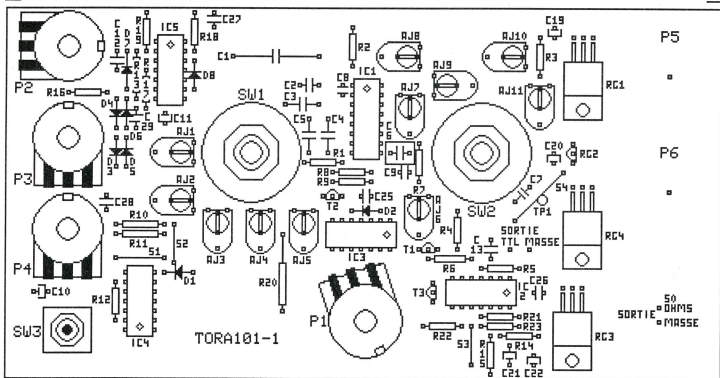 C27
C19
P5
IC5
R18
C1
R2
AJ8
AJ10
IC1
R3
P2
D8
C2
C8
AJ9
RG1
R16
C3
AJ7
AJ11
SW1
D4
C11
C5
C4
D6
C29
AJ1
R1
C20
P6
RG2
P3
R8
C9
R9
C7
S4
AJ2
T2
C25
R7
SW2
TP1
C28
D2
R10
R4
SORTIE
TTL MASSE
R11
S2
AJ3
AJ4
AJ5
IC3
T1
RG4
P4
S1
R6
R5
D1
R20
C10
R12
T3
C26
50
OHMS
P1
R21
SORTIE
MASSE
SW3
IC4
TORA101-1
R22
R23
S3
R14
RG3
C21
C22